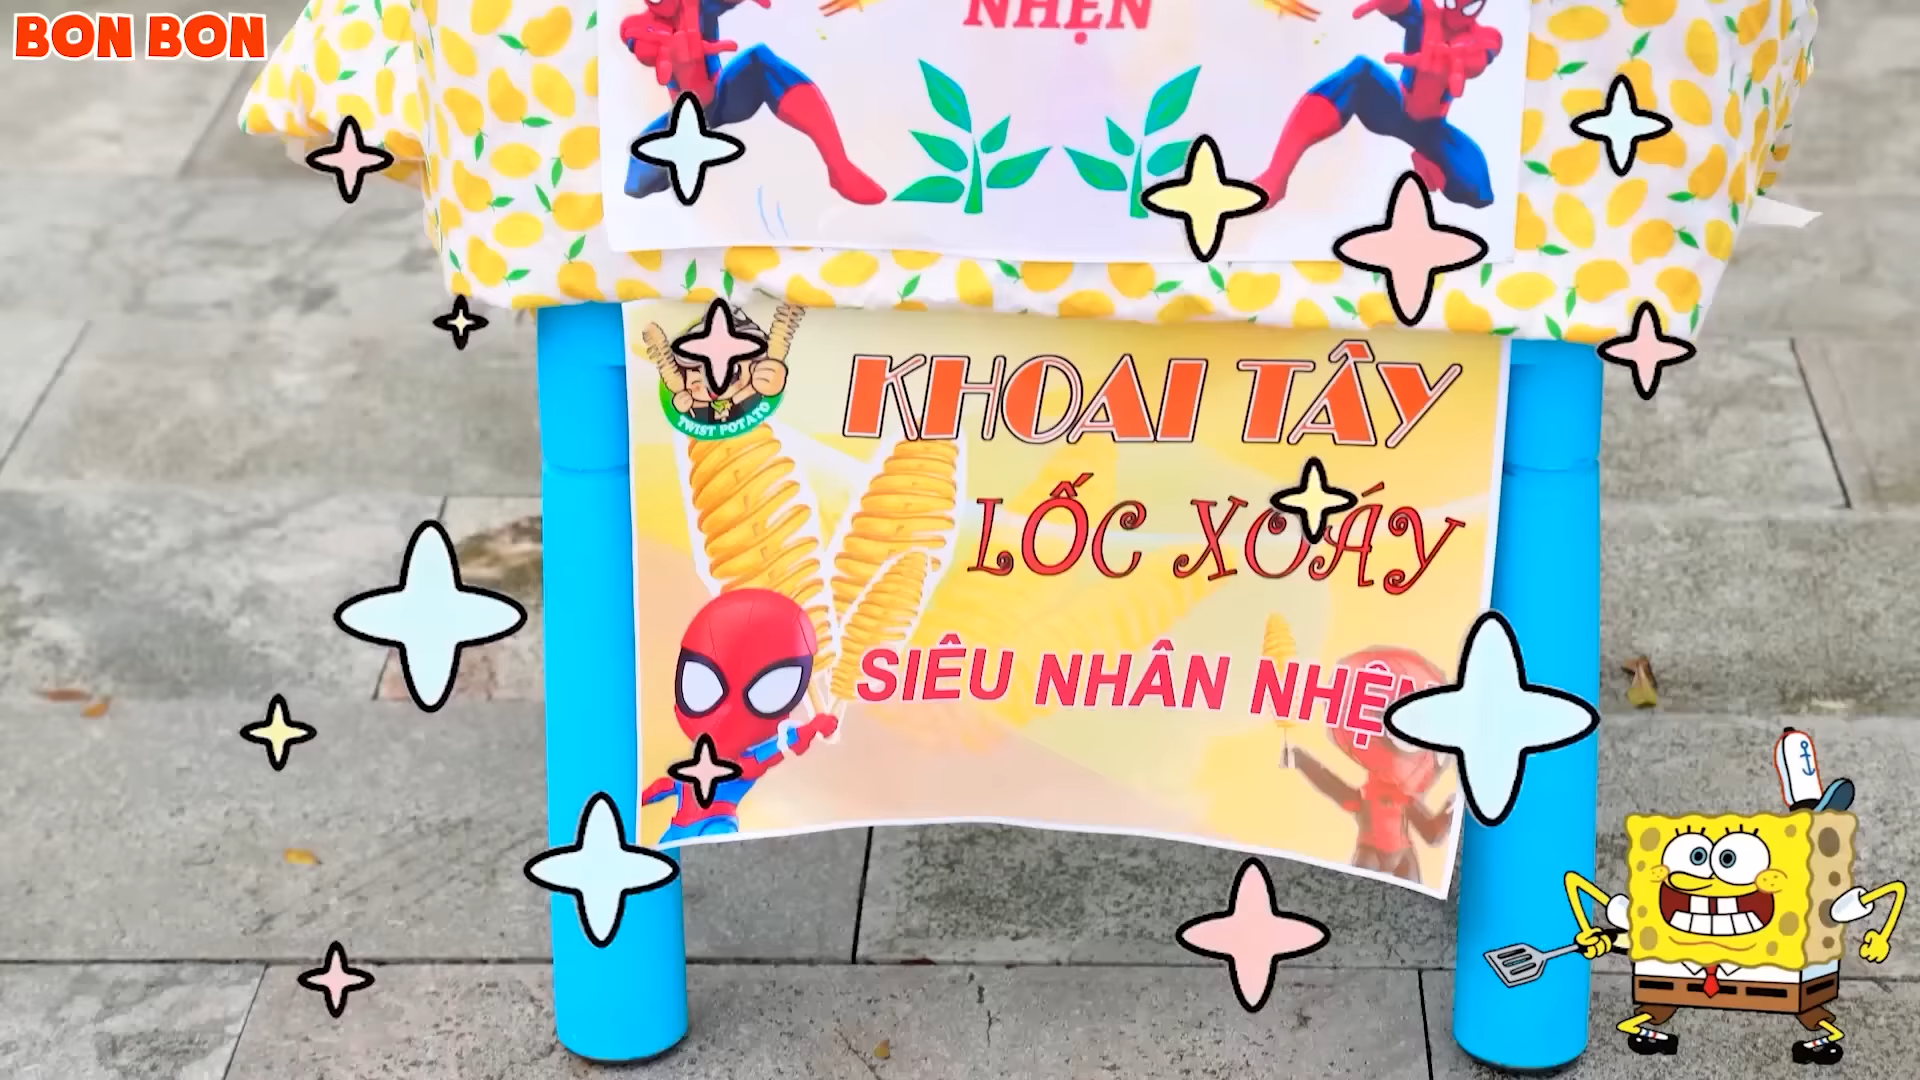 BON BON
NHỆN
TWIST POTATO
KHOAI TÂY
LỐC XOÁY
SIÊU NHÂN NHỆN